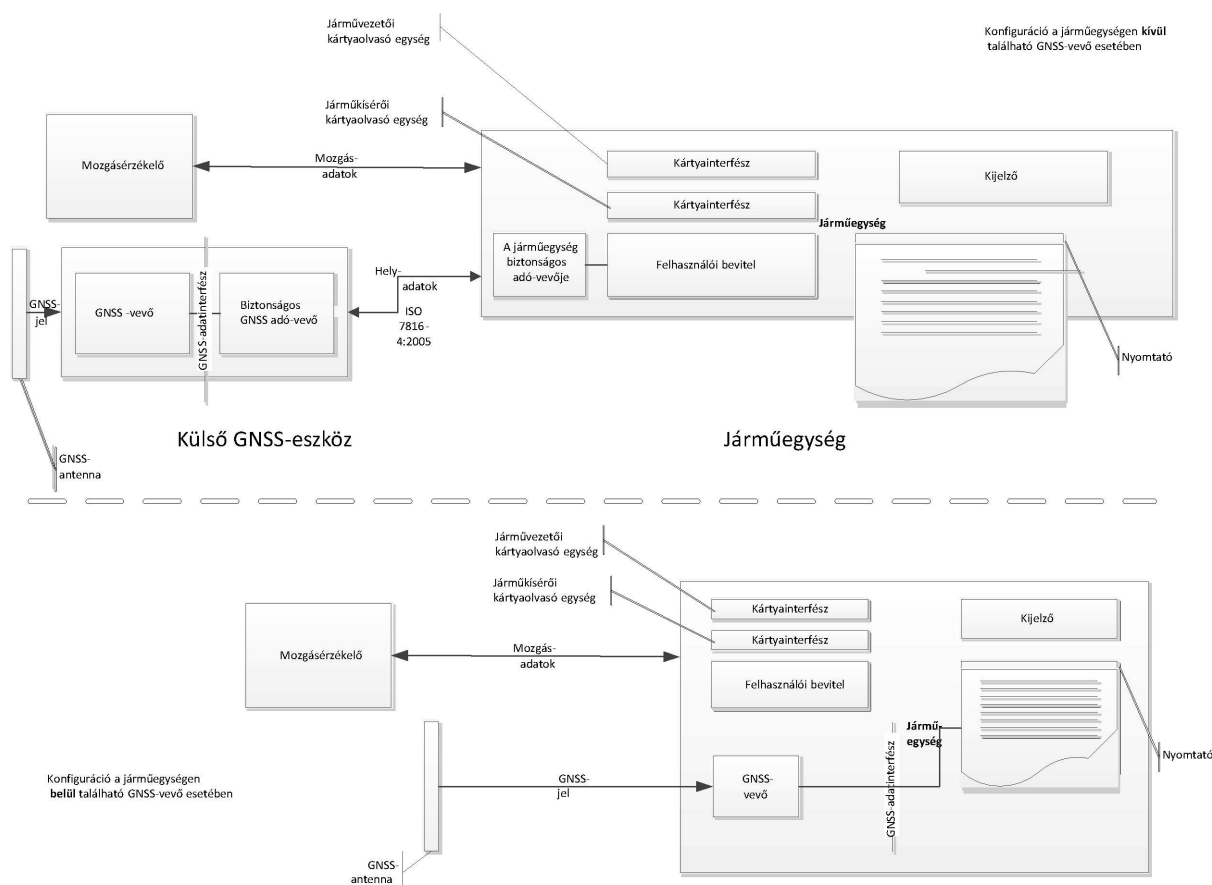 Járművezetői
kártyaolvasó egység
Konfiguráció a járműegységen kívül
található GNSS-vevő esetében
Járműkísérői
kártyaolvasó egység
Mozgásérzékelő
Mozgás-
adatok
Kártyainterfész
Kijelző
Kártyainterfész
Járműegység
A járműegység
biztonságos
adó-vevője
Felhasználói bevitel
GNSS-
jel
GNSS -vevő
GNSS-adatinterfész
Biztonságos
GNSS adó-vevő
Hely-
adatok
ISO
7816-
4:2005
Nyomtató
Külső GNSS-eszköz
Járműegység
GNSS-
antenna
Járművezetői
kártyaolvasó egység
Járműkísérői
kártyaolvasó egység
Kártyainterfész
Kijelző
Kártyainterfész
Mozgásérzékelő
Mozgás-
adatok
Felhasználói bevitel
Jármű-
egység
Nyomtató
Konfiguráció a járműegységen
belül található GNSS-vevő esetében
GNSS-
jel
GNSS-
vevő
GNSS-adatinterfész
GNSS-
antenna